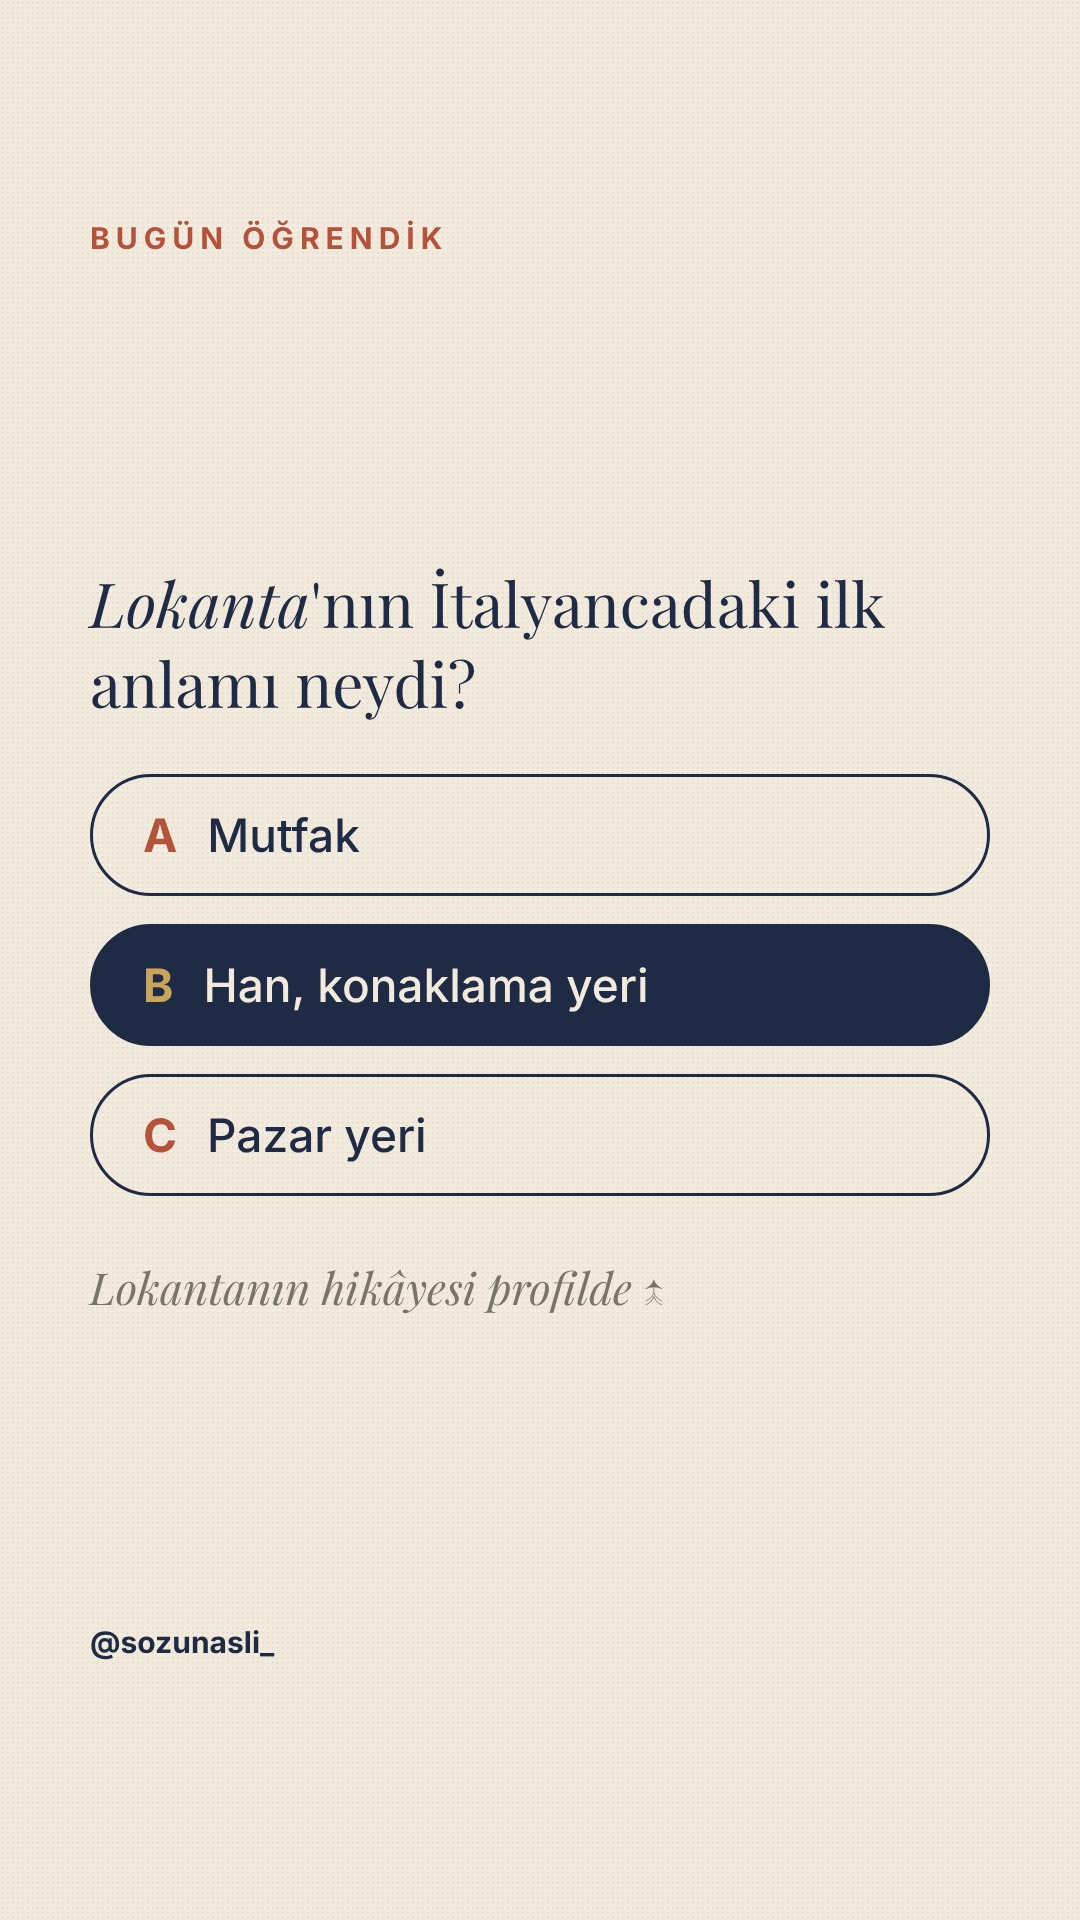 BUGÜN ÖĞRENDİK
Lokanta'nın İtalyancadaki ilk
anlamı neydi?
A Mutfak
B Han, konaklama yeri
C Pazar yeri
Lokantanın hikâyesi profilde
@sozunasli_